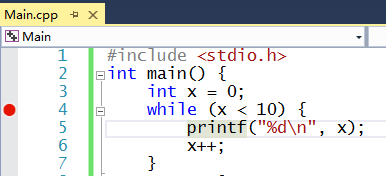 Main.cpp
Main
1 #include <stdio.h>
2 int main() {
3 int x = 0;
4 while (x < 10) {
5 printf("%d\n", x);
6 x++;
7 }